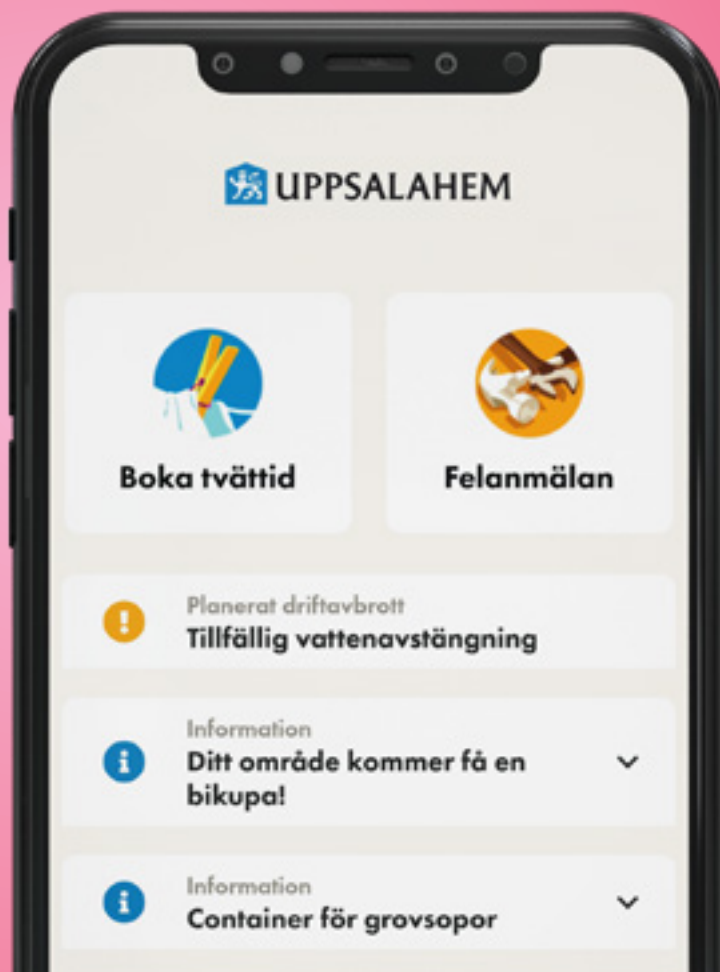 UPPSALAHEM
Boka tvättid
Felanmälan
Planerat driftavbrott
Tillfällig vattenavstängning
Information
Ditt område kommer få en
bikupa!
Information
Container för grovsopor